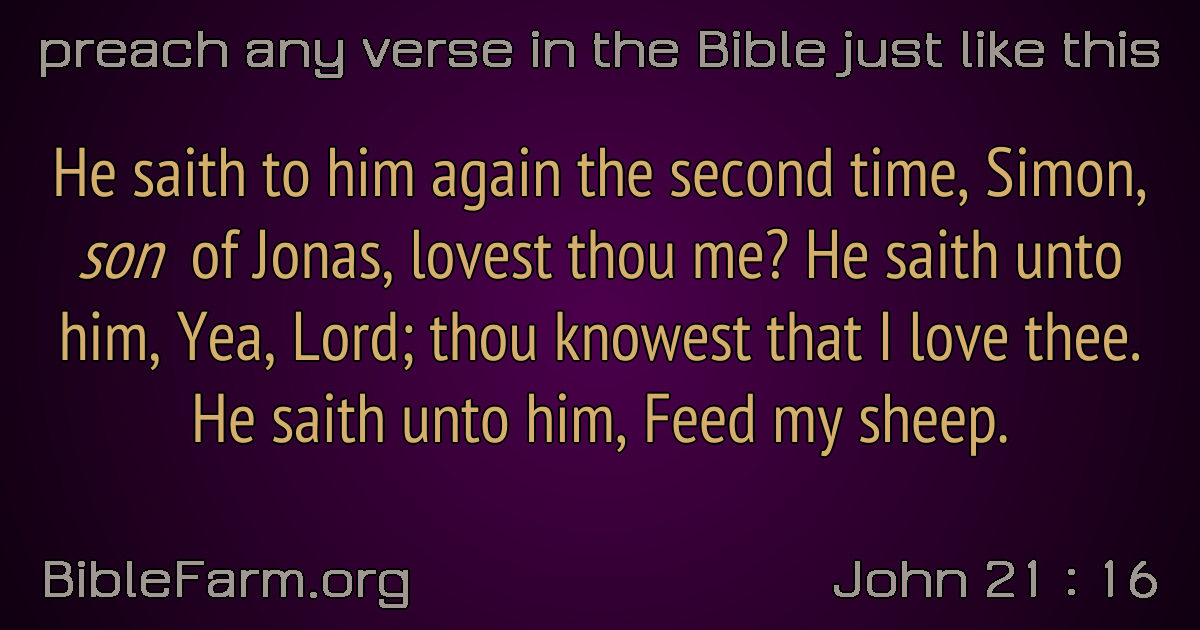 preach any verse in the Bible just like this
He saith to him again the second time, Simon,
son of Jonas, lovest thou me? He saith unto
him, Yea, Lord; thou knowest that I love thee.
He saith unto him, Feed my sheep.
BibleFarm.org
John 21 : 16